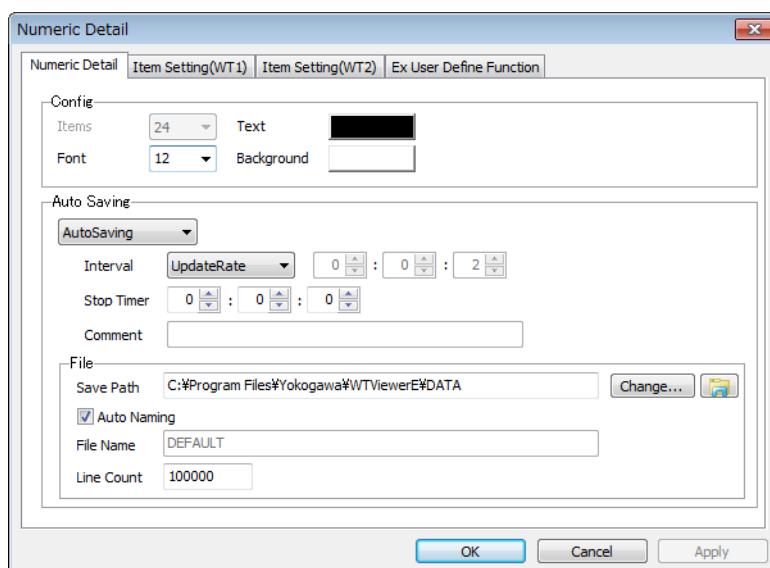 Numeric Detail
Numeric Detail Item Setting(WT1) Item Setting(WT2) Ex User Define Function
Config
Items 24 Text
Font 12 Background
Auto Saving
AutoSaving
Interval UpdateRate 0 : 0 : 2
Stop Timer 0 : 0 : 0
Comment
File
Save Path C:¥Program Files¥Yokogawa¥WTViewerE¥DATA Change...
Auto Naming
File Name DEFAULT
Line Count 100000
OK Cancel Apply